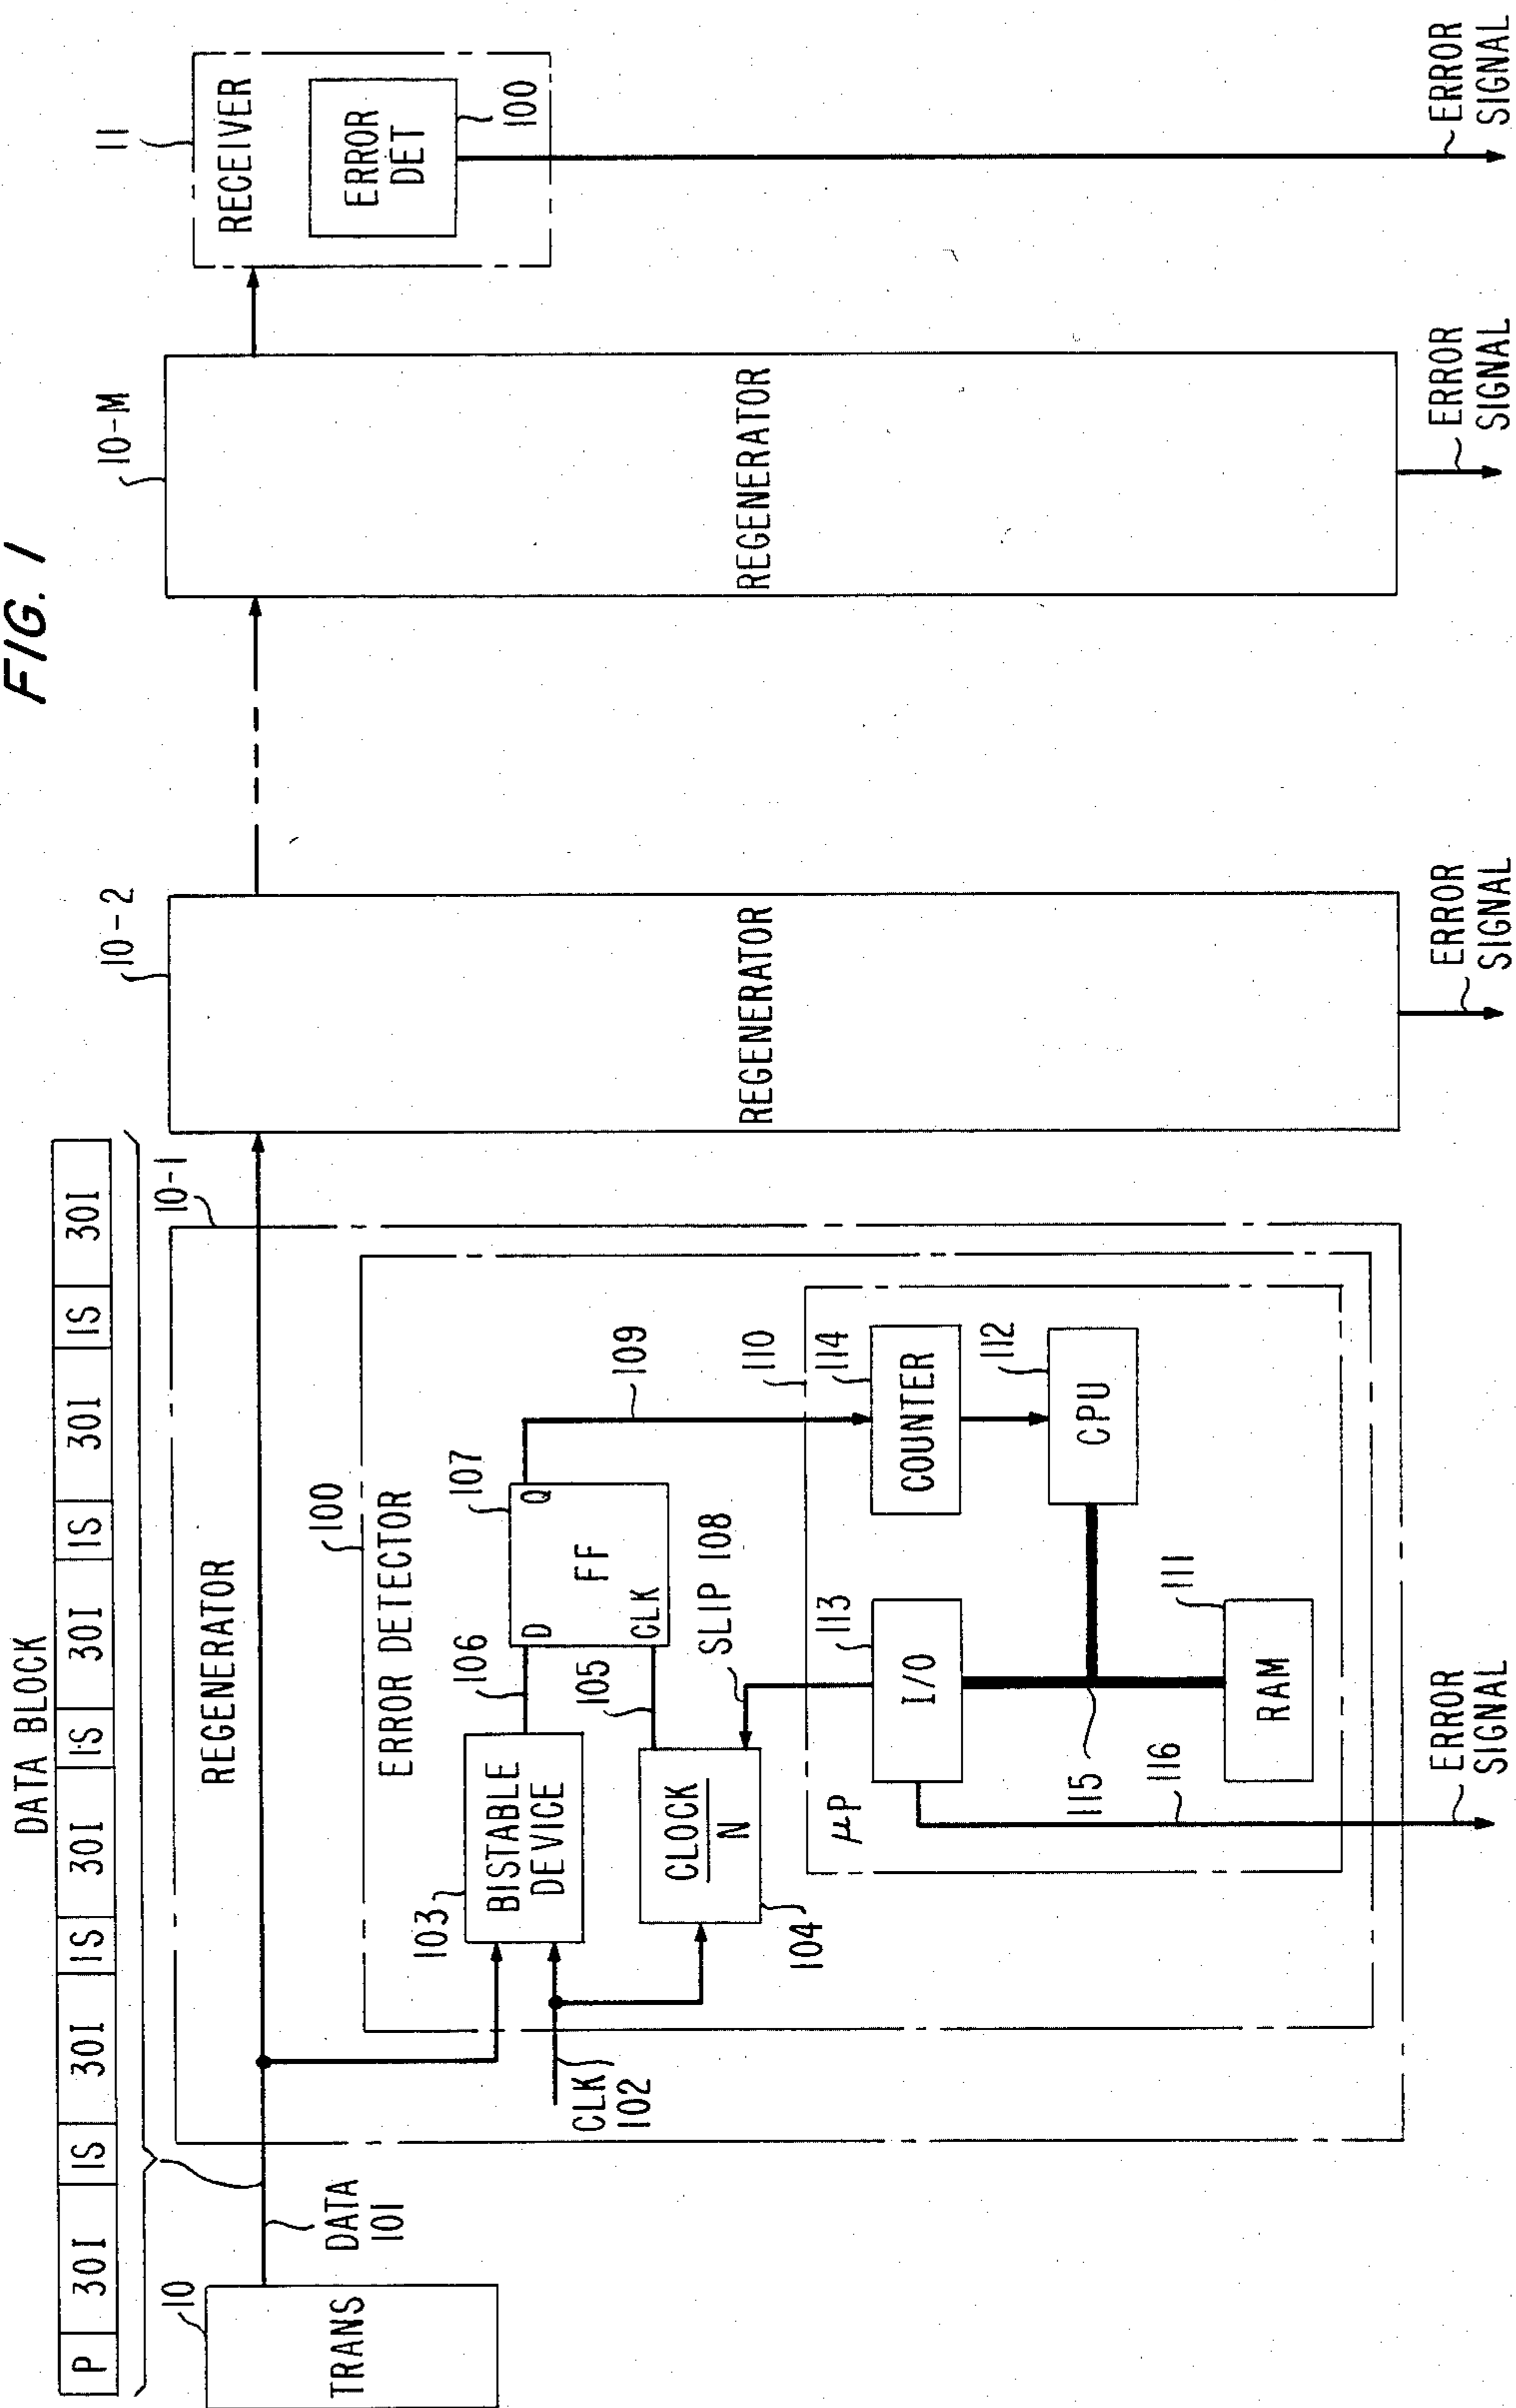 FIG. 1
DATA BLOCK
P 30I 1S 30I 1S 30I 1S 30I 1S 30I 1S 30I
10
TRANS
DATA
101
10-1
REGENERATOR
100
ERROR DETECTOR
CLK
102
103
BISTABLE
DEVICE
106
107
D
Q
FF
CLK
105
CLOCK
N
104
SLIP 108
109
110
μP
113
I/O
114
COUNTER
112
CPU
115
111
RAM
116
ERROR
SIGNAL
10-2
REGENERATOR
ERROR
SIGNAL
10-M
REGENERATOR
ERROR
SIGNAL
11
RECEIVER
ERROR
DET
100
ERROR
SIGNAL